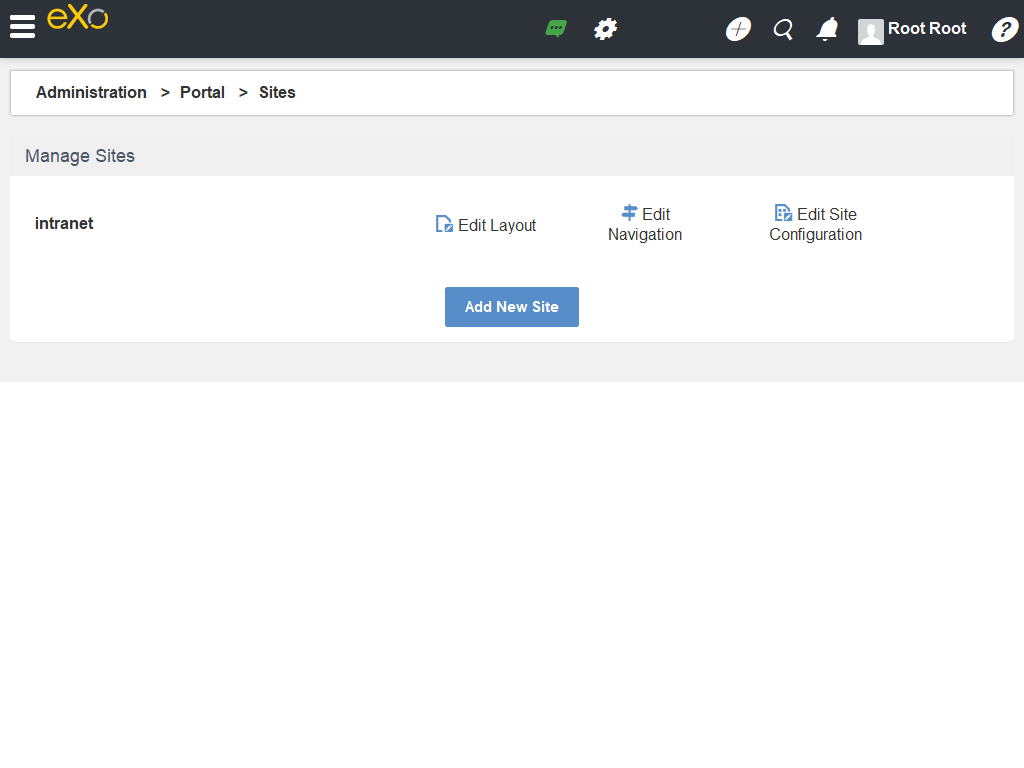 eXo
Root Root
?
Administration > Portal > Sites
Manage Sites
intranet
Edit Layout
Edit
Navigation
Edit Site
Configuration
Add New Site